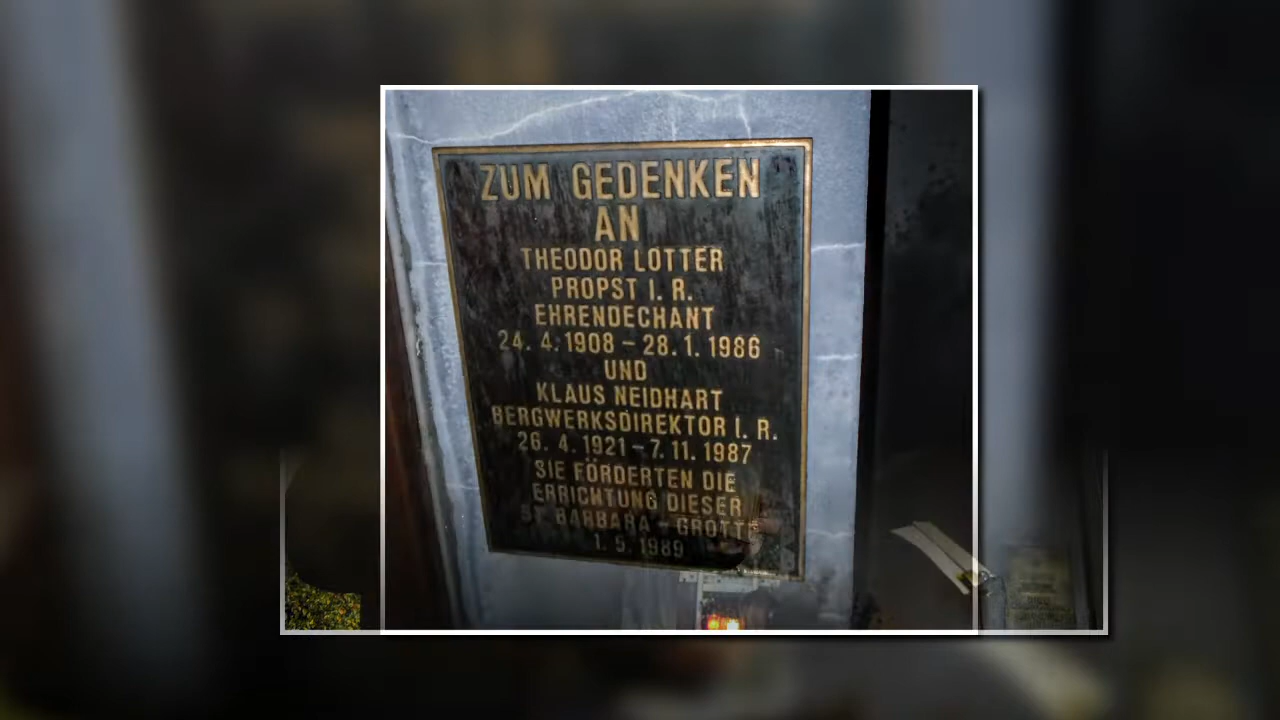 ZUM GEDENKEN
AN
THEODOR LOTTER
PROPST I. R.
EHRENDECHANT
24. 4. 1908 – 28. 1. 1986
UND
KLAUS NEIDHART
BERGWERKSDIREKTOR I. R.
26. 4. 1921 – 7. 11. 1987
SIE FÖRDERTEN DIE
ERRICHTUNG DIESER
ST. BARBARA – GROTTE
1. 5. 1989